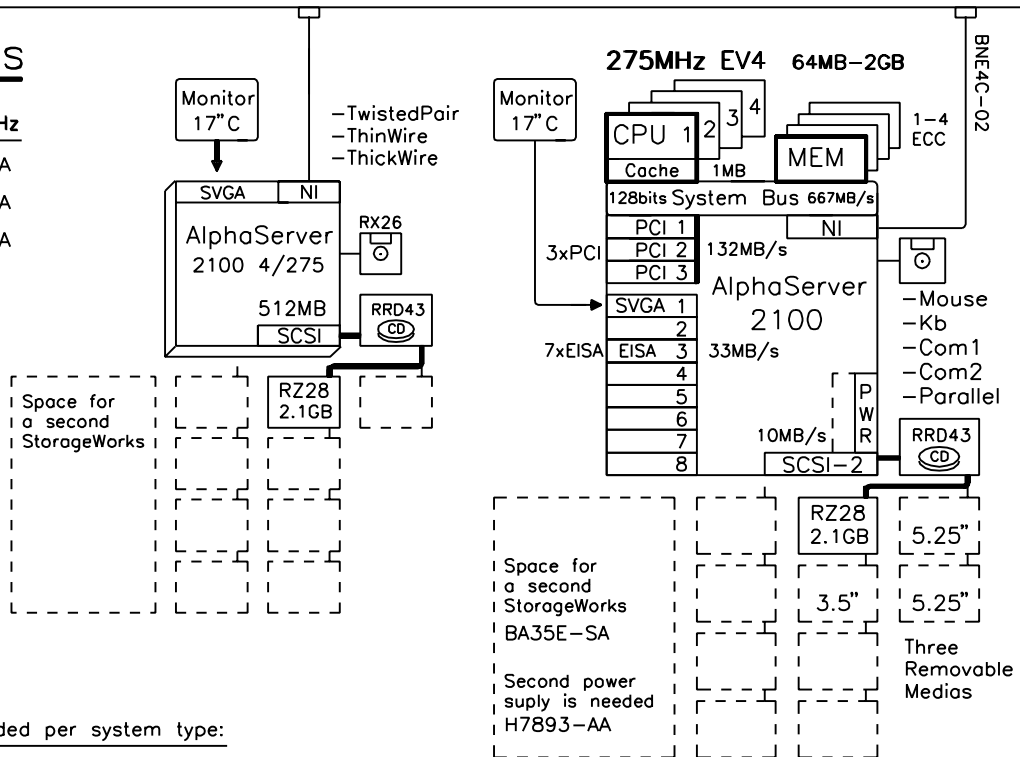 S
Hz
A
A
A
Monitor
17"C
-TwistedPair
-ThinWire
-ThickWire
SVGA NI
AlphaServer
2100 4/275
RX26
512MB
SCSI
RRD43
CD
Space for
a second
StorageWorks
RZ28
2.1GB
ded per system type:
275MHz EV4 64MB-2GB
BNE4C-02
Monitor
17"C
CPU 1 2 3 4
Cache 1MB
MEM
1-4
ECC
128bits System Bus 667MB/s
NI
3xPCI
PCI 1
PCI 2
PCI 3
132MB/s
AlphaServer
2100
SVGA 1
2
7xEISA EISA 3 33MB/s
4
5
6
7
8
-Mouse
-Kb
-Com1
-Com2
-Parallel
PWR
10MB/s
SCSI-2
RRD43
CD
RZ28
2.1GB
5.25"
3.5"
5.25"
Space for
a second
StorageWorks
BA35E-SA
Second power
suply is needed
H7893-AA
Three
Removable
Medias